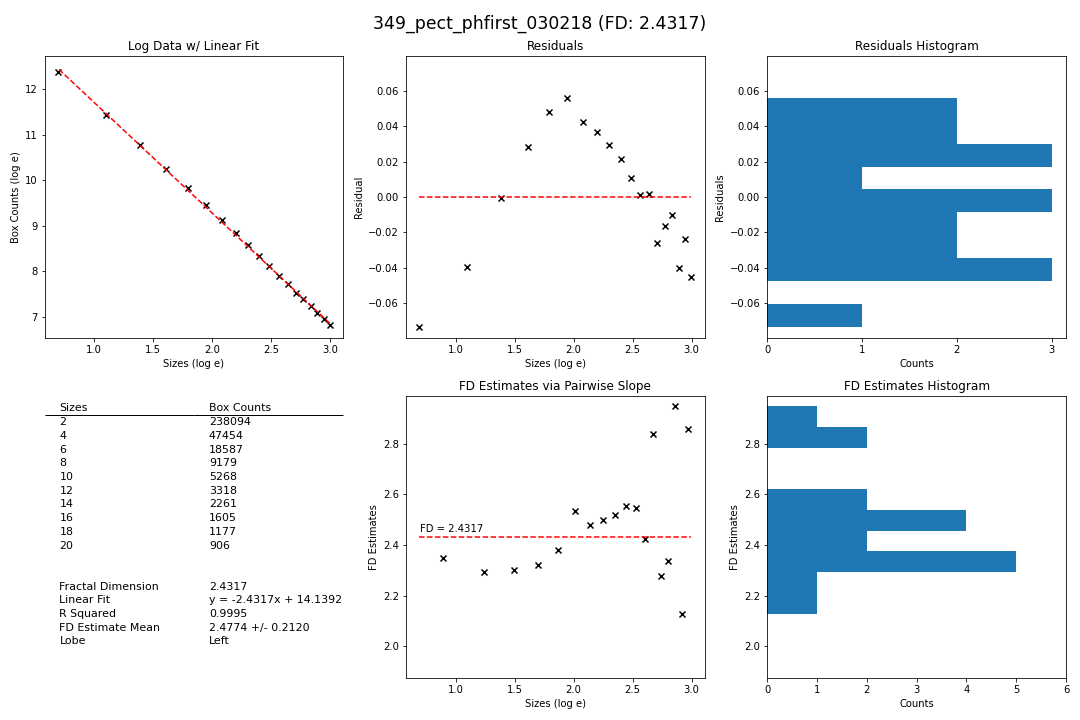 349_pect_phfirst_030218 (FD: 2.4317)
Log Data w/ Linear Fit
Box Counts (log e)
12
11
10
9
8
7
1.0 1.5 2.0 2.5 3.0
Sizes (log e)
Residuals
Residual
0.06
0.04
0.02
0.00
−0.02
−0.04
−0.06
1.0 1.5 2.0 2.5 3.0
Sizes (log e)
Residuals Histogram
Residuals
0.06
0.04
0.02
0.00
−0.02
−0.04
−0.06
0 1 2 3
Counts
Sizes Box Counts
2 238094
4 47454
6 18587
8 9179
10 5268
12 3318
14 2261
16 1605
18 1177
20 906
Fractal Dimension 2.4317
Linear Fit y = -2.4317x + 14.1392
R Squared 0.9995
FD Estimate Mean 2.4774 +/- 0.2120
Lobe Left
FD Estimates via Pairwise Slope
FD Estimates
2.8
2.6
2.4
2.2
2.0
FD = 2.4317
1.0 1.5 2.0 2.5 3.0
Sizes (log e)
FD Estimates Histogram
FD Estimates
2.8
2.6
2.4
2.2
2.0
0 1 2 3 4 5 6
Counts